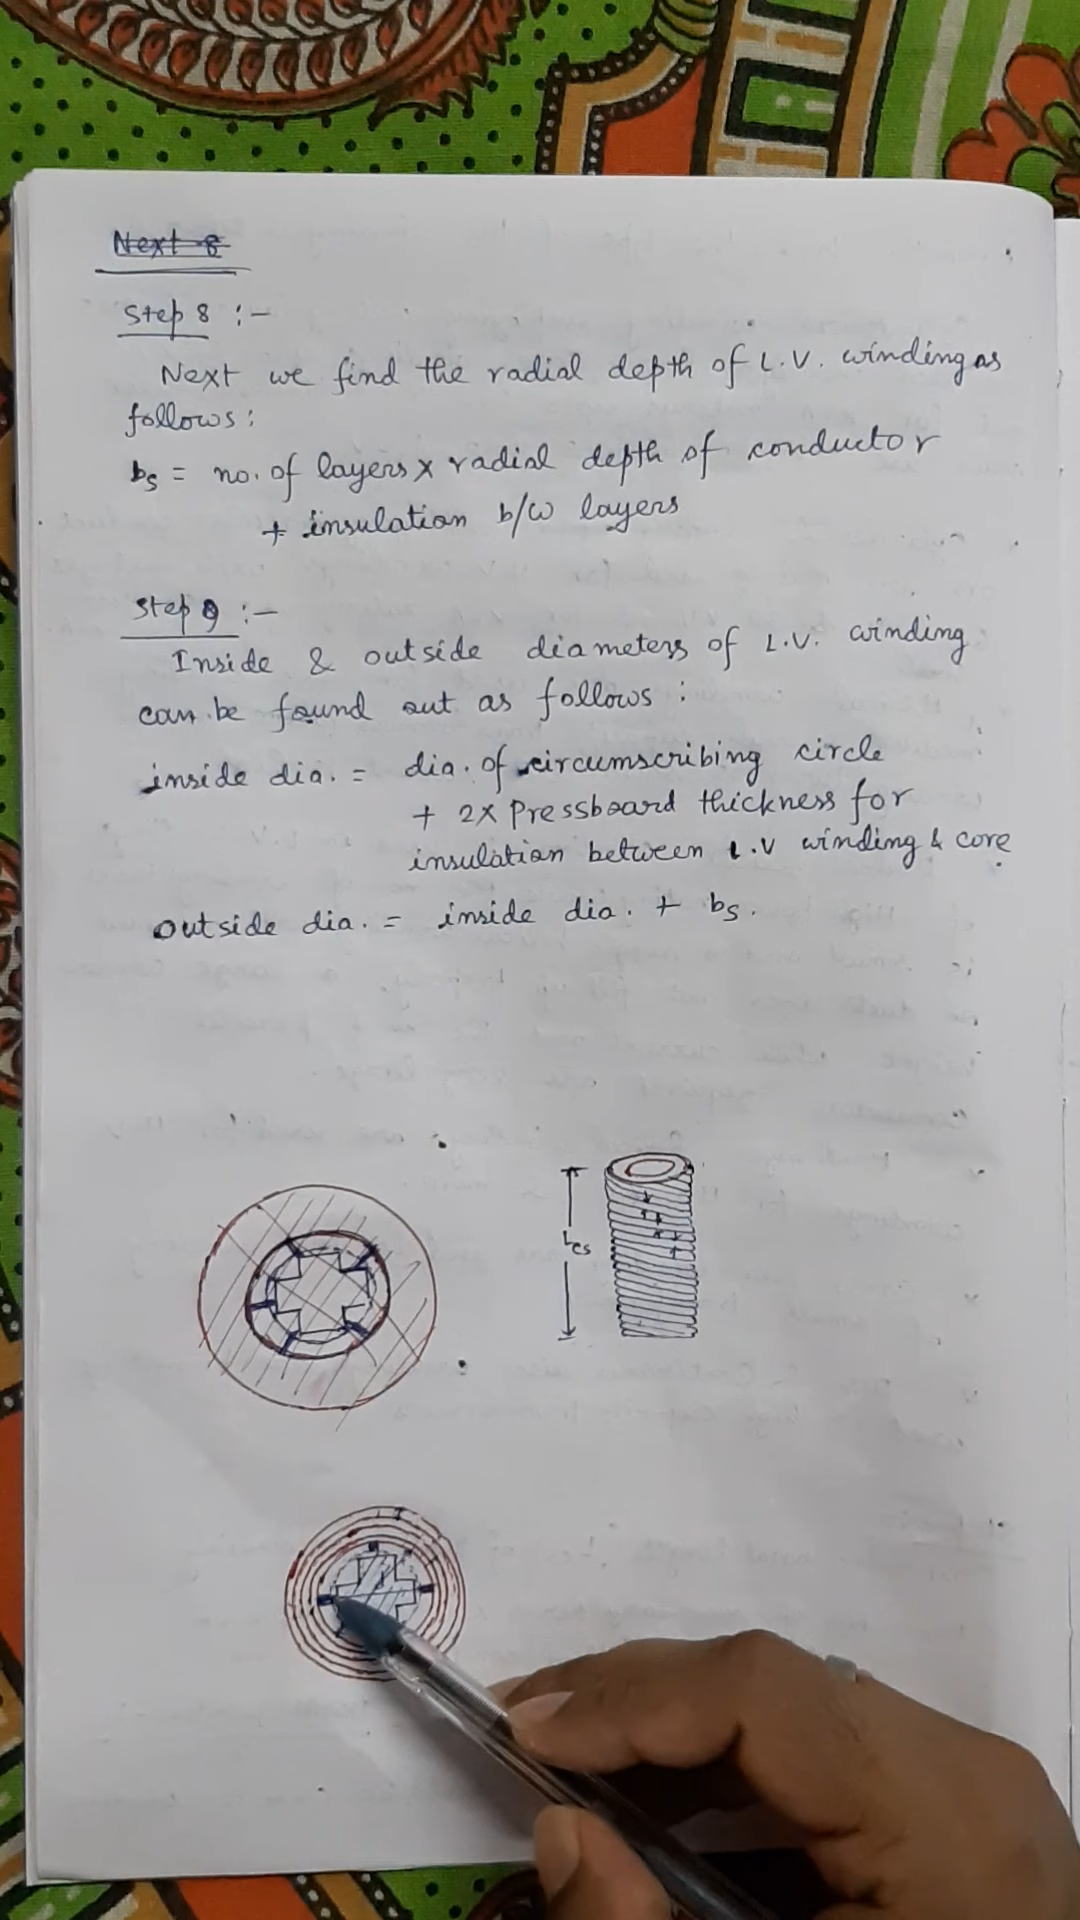 Next 8
Step 8 :-
Next we find the radial depth of L.V. winding as
follows:
bs = no. of layers x radial depth of conductor
+ insulation b/w layers
Step 9 :-
Inside & outside diameters of L.V. winding
can be found out as follows :
inside dia. = dia. of circumscribing circle
+ 2x Pressboard thickness for
insulation between L.V winding & core
outside dia. = inside dia. + bs.
Lcs